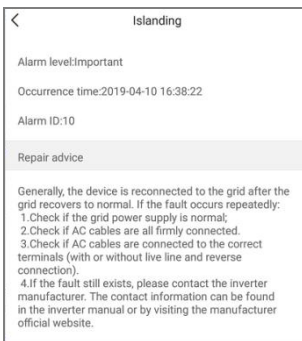 Islanding
Alarm level:Important
Occurrence time:2019-04-10 16:38:22
Alarm ID:10
Repair advice
Generally, the device is reconnected to the grid after the
grid recovers to normal. If the fault occurs repeatedly:
1.Check if the grid power supply is normal;
2.Check if AC cables are all firmly connected.
3.Check if AC cables are connected to the correct
terminals (with or without live line and reverse
connection).
4.If the fault still exists, please contact the inverter
manufacturer. The contact information can be found
in the inverter manual or by visiting the manufacturer
official website.